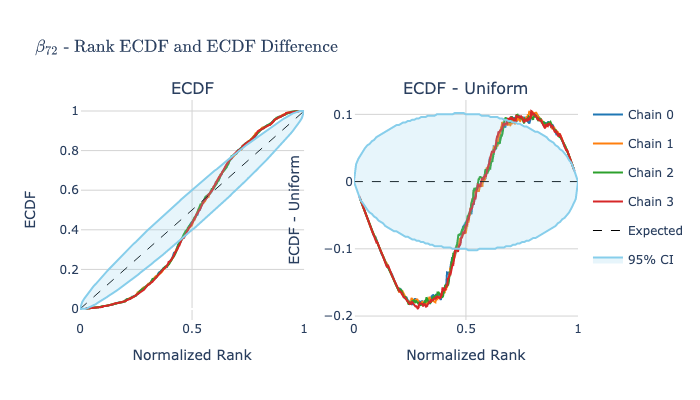 β₇₂ - Rank ECDF and ECDF Difference
ECDF
ECDF - Uniform
1
0.8
0.6
0.4
0.2
0
ECDF
0
0.5
1
Normalized Rank
0.1
0
−0.1
−0.2
ECDF - Uniform
0
0.5
1
Normalized Rank
Chain 0
Chain 1
Chain 2
Chain 3
Expected
95% CI